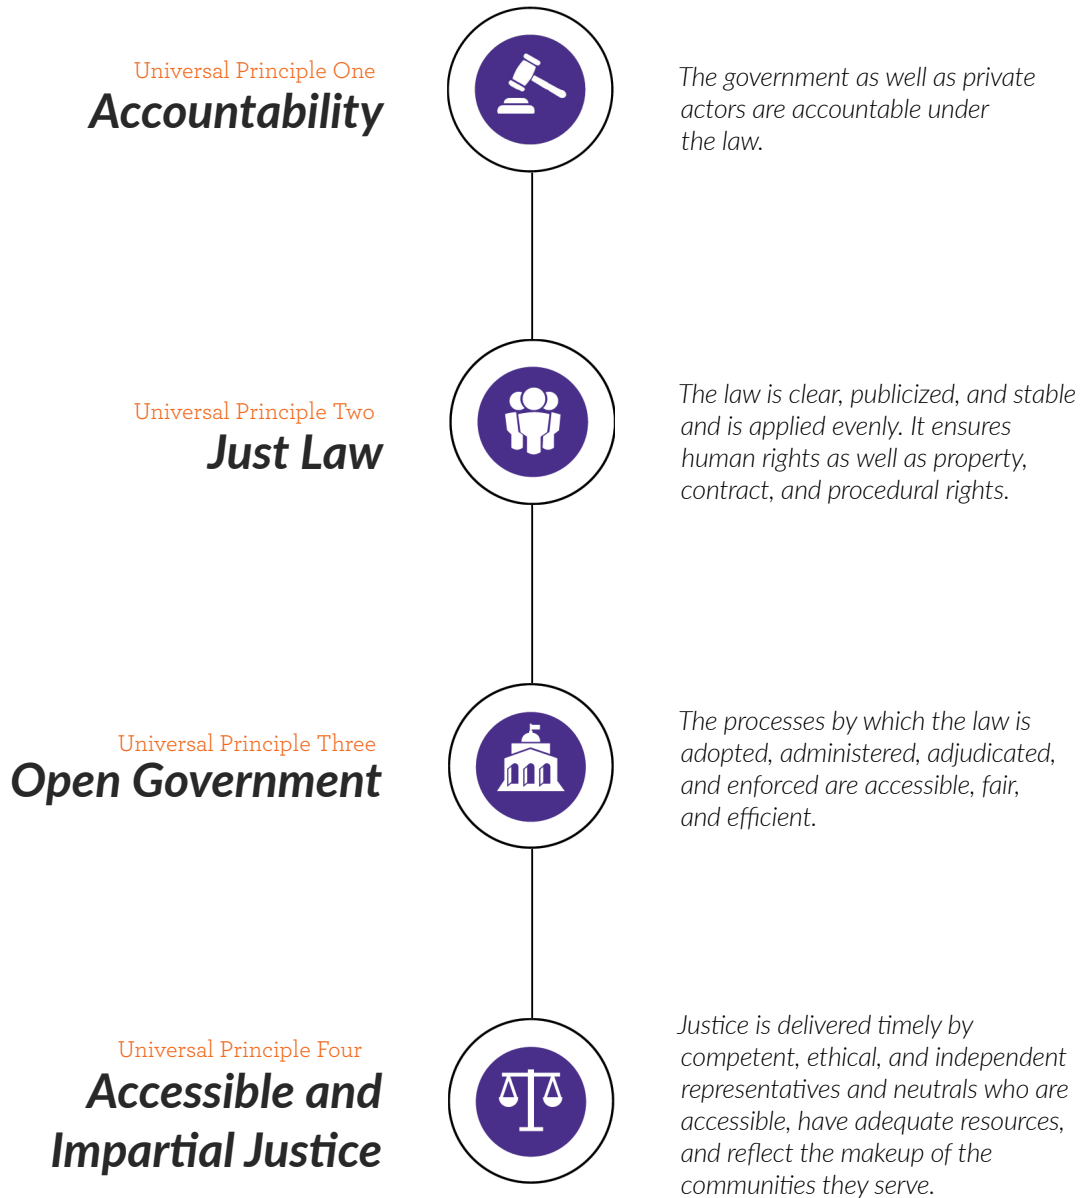 Universal Principle One
Accountability
The government as well as private
actors are accountable under
the law.
Universal Principle Two
Just Law
The law is clear, publicized, and stable
and is applied evenly. It ensures
human rights as well as property,
contract, and procedural rights.
Universal Principle Three
Open Government
The processes by which the law is
adopted, administered, adjudicated,
and enforced are accessible, fair,
and efficient.
Universal Principle Four
Accessible and
Impartial Justice
Justice is delivered timely by
competent, ethical, and independent
representatives and neutrals who are
accessible, have adequate resources,
and reflect the makeup of the
communities they serve.